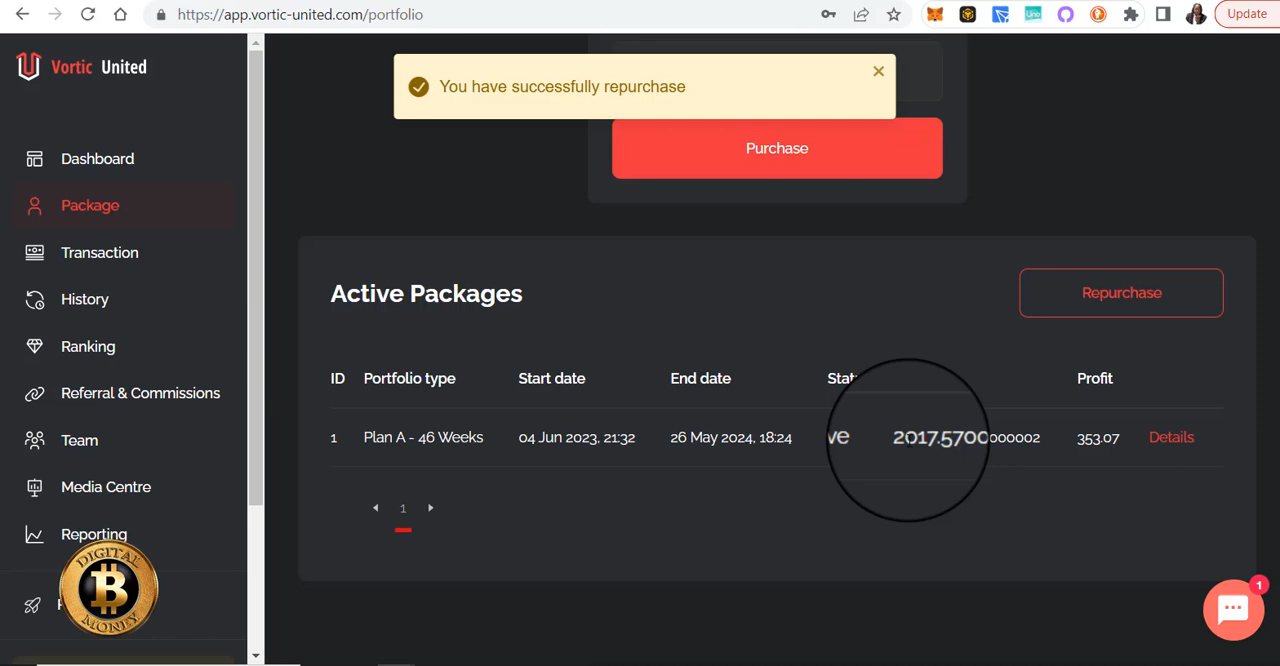 https://app.vortic-united.com/portfolio
Update
Vortic United
You have successfully repurchase
Purchase
Dashboard
Package
Transaction
History
Ranking
Referral & Commissions
Team
Media Centre
Reporting
Active Packages
Repurchase
ID Portfolio type Start date End date Profit
1 Plan A - 46 Weeks 04 Jun 2023, 21:32 26 May 2024, 18:24 ve 2017.5700000002 353.07 Details
1
1
DIGITAL
B
MONEY